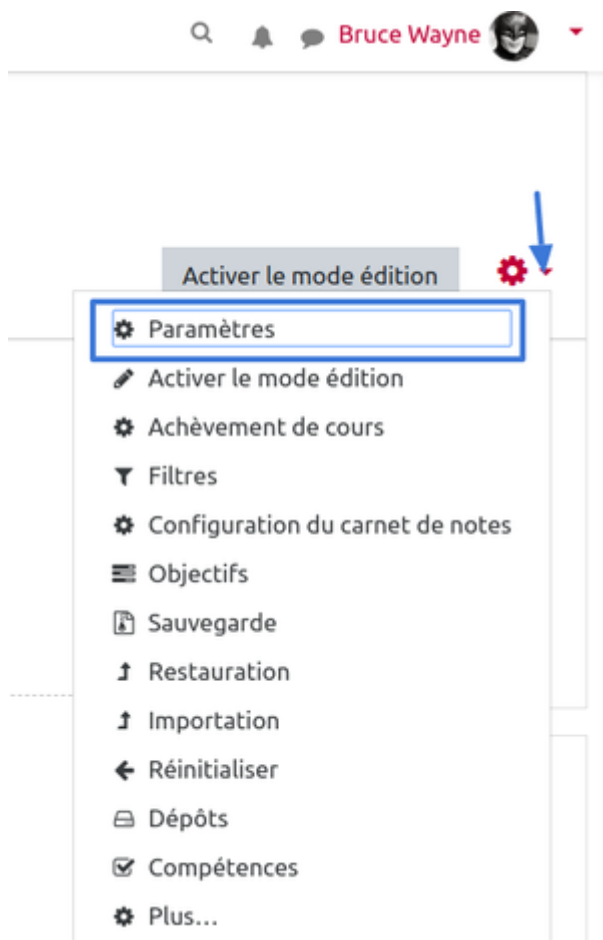 Bruce Wayne
Activer le mode édition
Paramètres
Activer le mode édition
Achèvement de cours
Filtres
Configuration du carnet de notes
Objectifs
Sauvegarde
Restauration
Importation
Réinitialiser
Dépôts
Compétences
Plus...